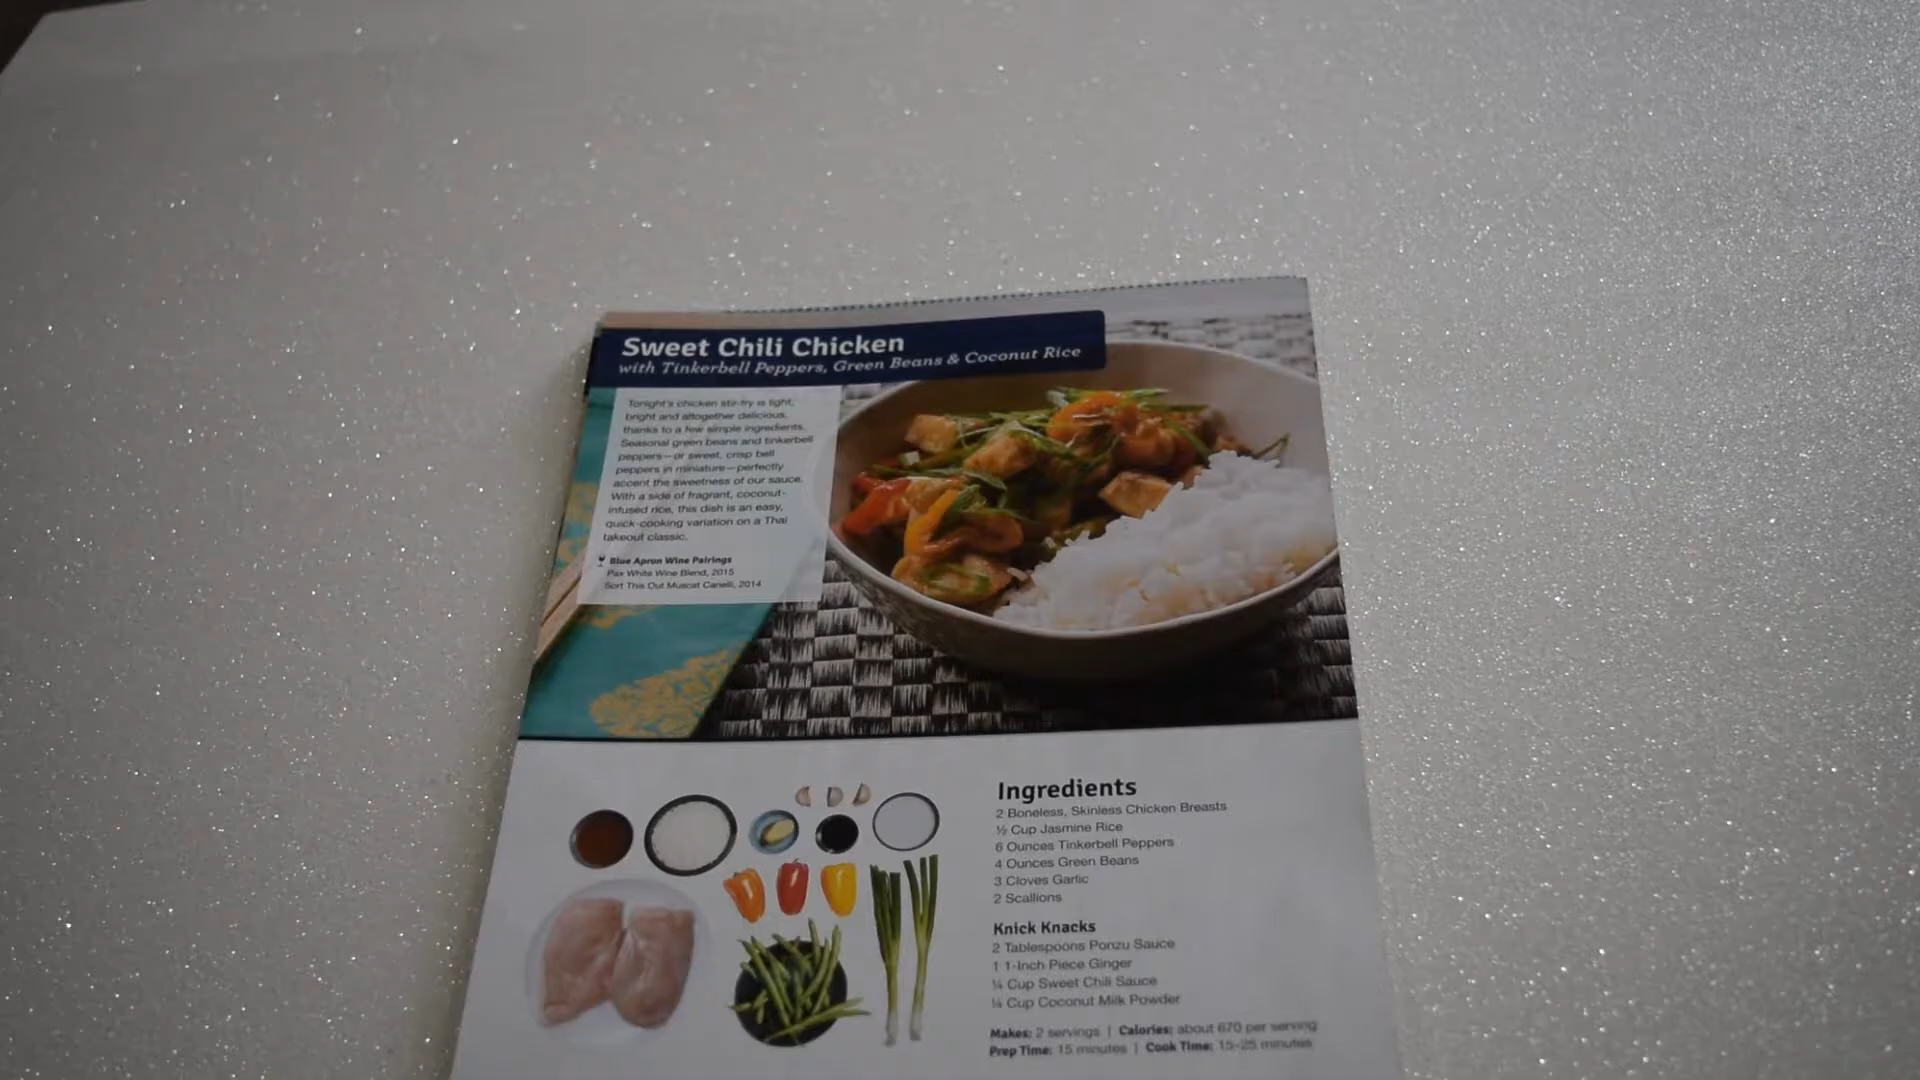 Sweet Chili Chicken
with Tinkerbell Peppers, Green Beans & Coconut Rice
Tonight's chicken stir-fry is light,
bright and altogether delicious,
thanks to a few simple ingredients.
Seasonal green beans and tinkerbell
peppers—or sweet, crisp bell
peppers in miniature—perfectly
accent the sweetness of our sauce.
With a side of fragrant, coconut-
infused rice, this dish is an easy,
quick-cooking variation on a Thai
takeout classic.
Blue Apron Wine Pairings
Pax White Wine Blend, 2015
Sort This Out Muscat Canelli, 2014
Ingredients
2 Boneless, Skinless Chicken Breasts
½ Cup Jasmine Rice
6 Ounces Tinkerbell Peppers
4 Ounces Green Beans
3 Cloves Garlic
2 Scallions
Knick Knacks
2 Tablespoons Ponzu Sauce
1 1-Inch Piece Ginger
¼ Cup Sweet Chili Sauce
¼ Cup Coconut Milk Powder
Makes: 2 servings | Calories: about 670 per serving
Prep Time: 15 minutes | Cook Time: 15-25 minutes